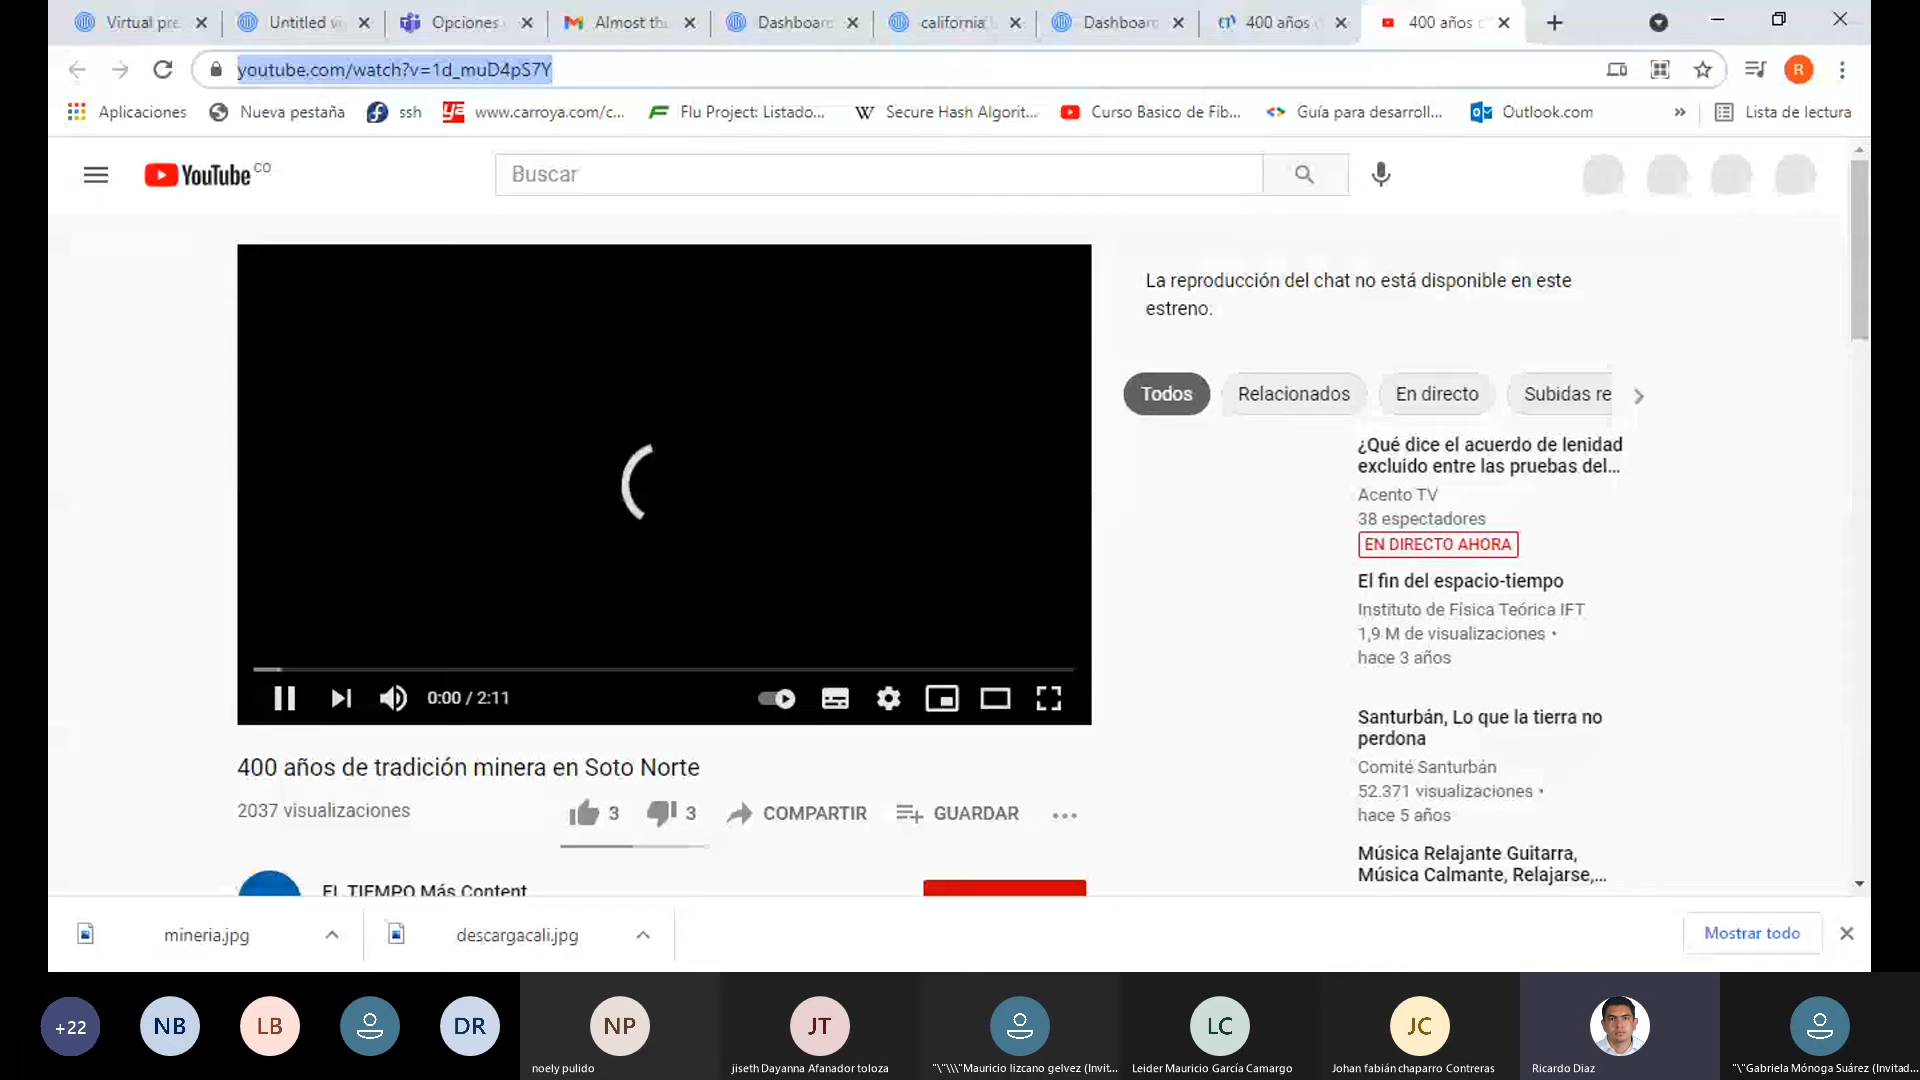 Virtual pre
Untitled vi
Opciones
Almost th
Dashboard
california
Dashboard
400 años
400 años
youtube.com/watch?v=1d_muD4pS7Y
R
Aplicaciones
Nueva pestaña
ssh
www.carroya.com/c...
Flu Project: Listado...
W
Secure Hash Algorit...
Curso Basico de Fib...
Guía para desarroll...
Outlook.com
»
Lista de lectura
YouTube CO
Buscar
La reproducción del chat no está disponible en este
estreno.
Todos
Relacionados
En directo
Subidas re
¿Qué dice el acuerdo de lenidad
excluido entre las pruebas del...
Acento TV
38 espectadores
EN DIRECTO AHORA
El fin del espacio-tiempo
Instituto de Física Teórica IFT
1,9 M de visualizaciones •
hace 3 años
Santurbán, Lo que la tierra no
perdona
Comité Santurbán
52.371 visualizaciones •
hace 5 años
Música Relajante Guitarra,
Música Calmante, Relajarse,...
0:00 / 2:11
400 años de tradición minera en Soto Norte
2037 visualizaciones
3
3
COMPARTIR
GUARDAR
EL TIEMPO Más Content
mineria.jpg
descargacali.jpg
Mostrar todo
+22
NB
LB
DR
NP
noely pulido
JT
jiseth Dayanna Afanador toloza
"\"\\\"Mauricio lizcano gelvez (Invit...
LC
Leider Mauricio García Camargo
JC
Johan fabián chaparro Contreras
Ricardo Diaz
"\"Gabriela Mónoga Suárez (Invitad...